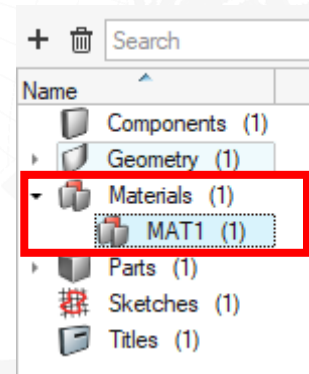 Search
Name
Components (1)
Geometry (1)
Materials (1)
MAT1 (1)
Parts (1)
Sketches (1)
Titles (1)